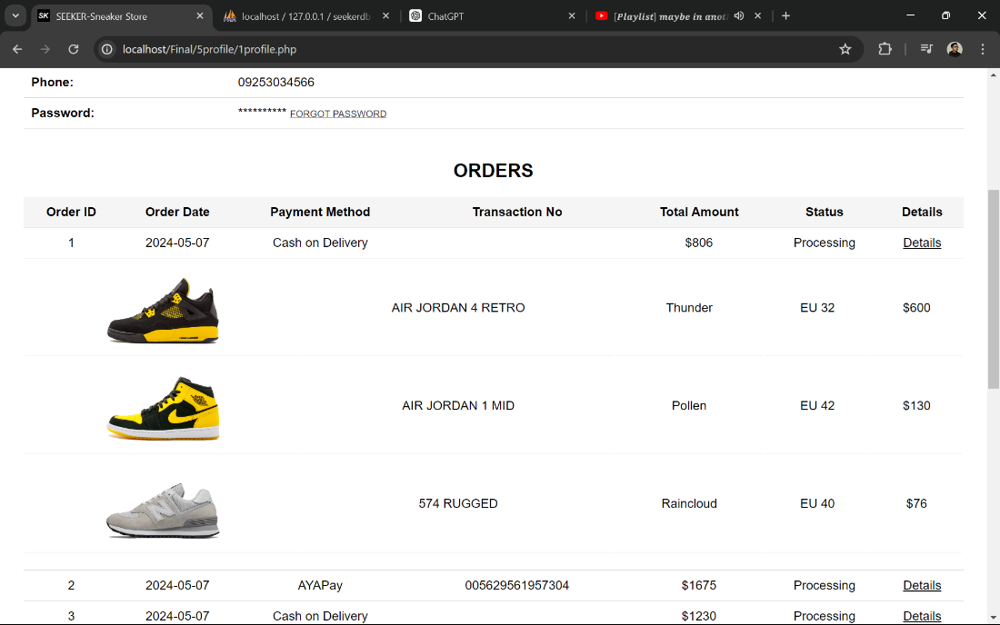 SK SEEKER-Sneaker Store
localhost / 127.0.0.1 / seekerdb
ChatGPT
[Playlist] maybe in anot
localhost/Final/5profile/1profile.php
Phone: 09253034566
Password: ********** FORGOT PASSWORD
ORDERS
Order ID Order Date Payment Method Transaction No Total Amount Status Details
1 2024-05-07 Cash on Delivery $806 Processing Details
AIR JORDAN 4 RETRO Thunder EU 32 $600
AIR JORDAN 1 MID Pollen EU 42 $130
574 RUGGED Raincloud EU 40 $76
2 2024-05-07 AYAPay 005629561957304 $1675 Processing Details
3 2024-05-07 Cash on Delivery $1230 Processing Details